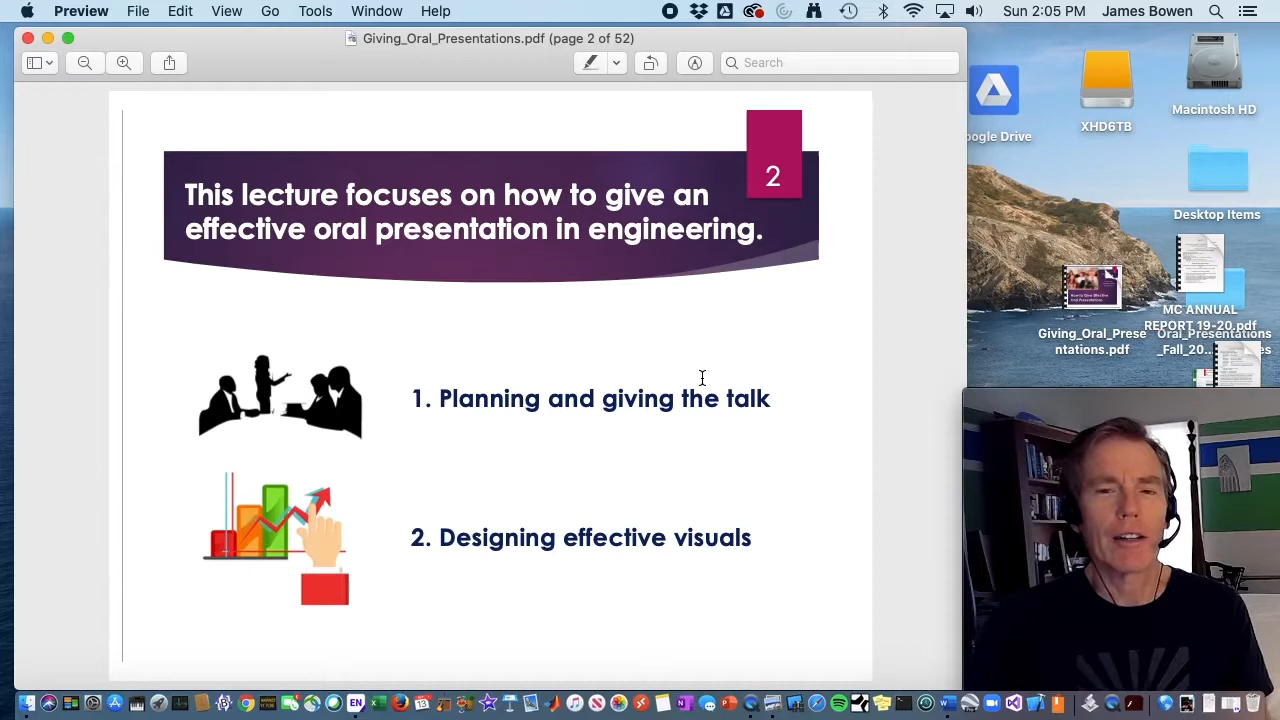 Preview File Edit View Go Tools Window Help Sun 2:05 PM James Bowen
Giving_Oral_Presentations.pdf (page 2 of 52)
Search
2
This lecture focuses on how to give an
effective oral presentation in engineering.
1. Planning and giving the talk
2. Designing effective visuals
oogle Drive
XHD6TB
Macintosh HD
Desktop Items
Giving_Oral_Prese
ntations.pdf
MC ANNUAL
REPORT 19-20.pdf
Oral_Presentations
_Fall_20...
EN